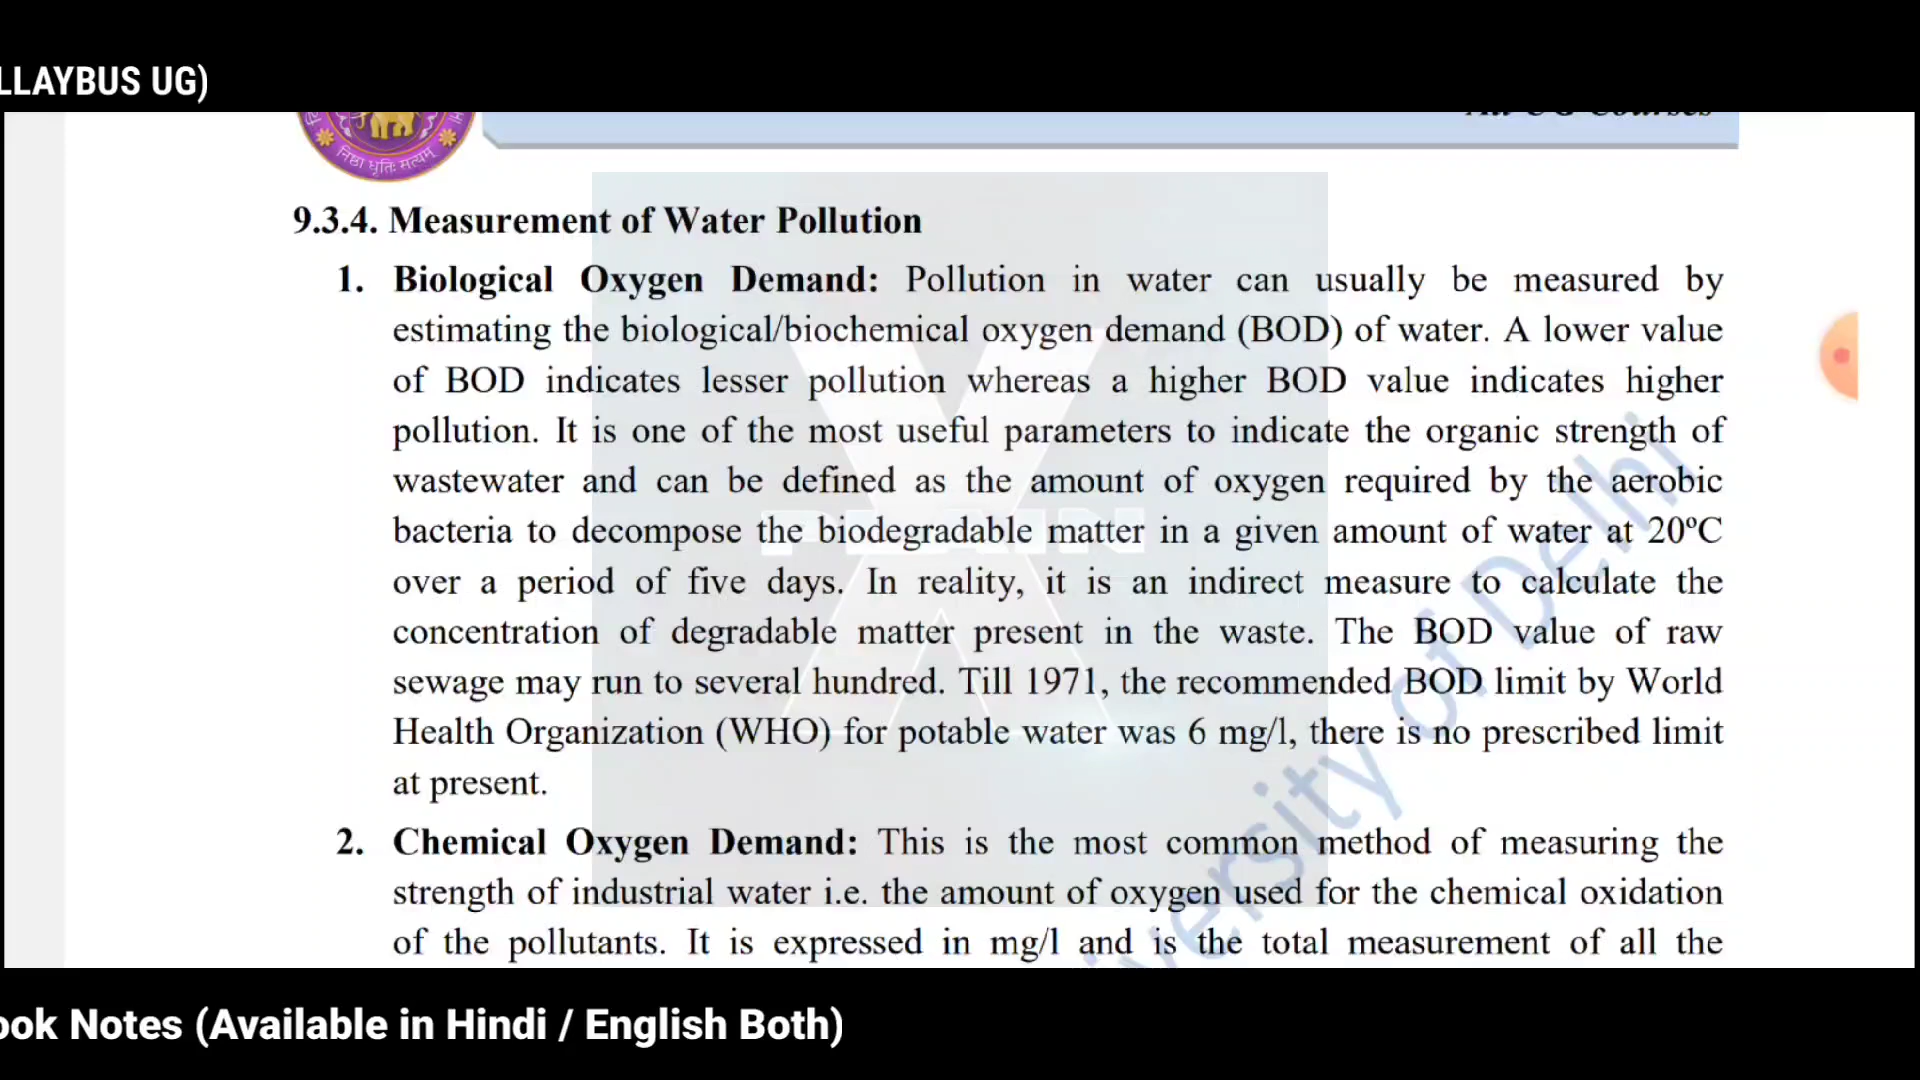 LLAYBUS UG)
All UG Courses
निष्ठा धृतिः सत्यम्
9.3.4. Measurement of Water Pollution
1. Biological Oxygen Demand: Pollution in water can usually be measured by
estimating the biological/biochemical oxygen demand (BOD) of water. A lower value
of BOD indicates lesser pollution whereas a higher BOD value indicates higher
pollution. It is one of the most useful parameters to indicate the organic strength of
wastewater and can be defined as the amount of oxygen required by the aerobic
bacteria to decompose the biodegradable matter in a given amount of water at 20ºC
over a period of five days. In reality, it is an indirect measure to calculate the
concentration of degradable matter present in the waste. The BOD value of raw
sewage may run to several hundred. Till 1971, the recommended BOD limit by World
Health Organization (WHO) for potable water was 6 mg/l, there is no prescribed limit
at present.
2. Chemical Oxygen Demand: This is the most common method of measuring the
strength of industrial water i.e. the amount of oxygen used for the chemical oxidation
of the pollutants. It is expressed in mg/l and is the total measurement of all the
iversity of Delhi
ook Notes (Available in Hindi / English Both)